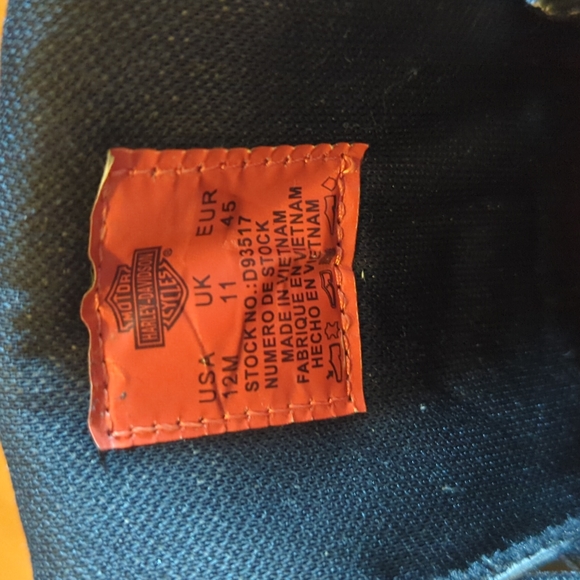 MOTOR
HARLEY-DAVIDSON
CYCLES
®
USA UK EUR
12M 11 45
STOCK NO.:D93517
NUMERO DE STOCK
MADE IN VIETNAM
FABRIQUE EN VIETNAM
HECHO EN VIETNAM